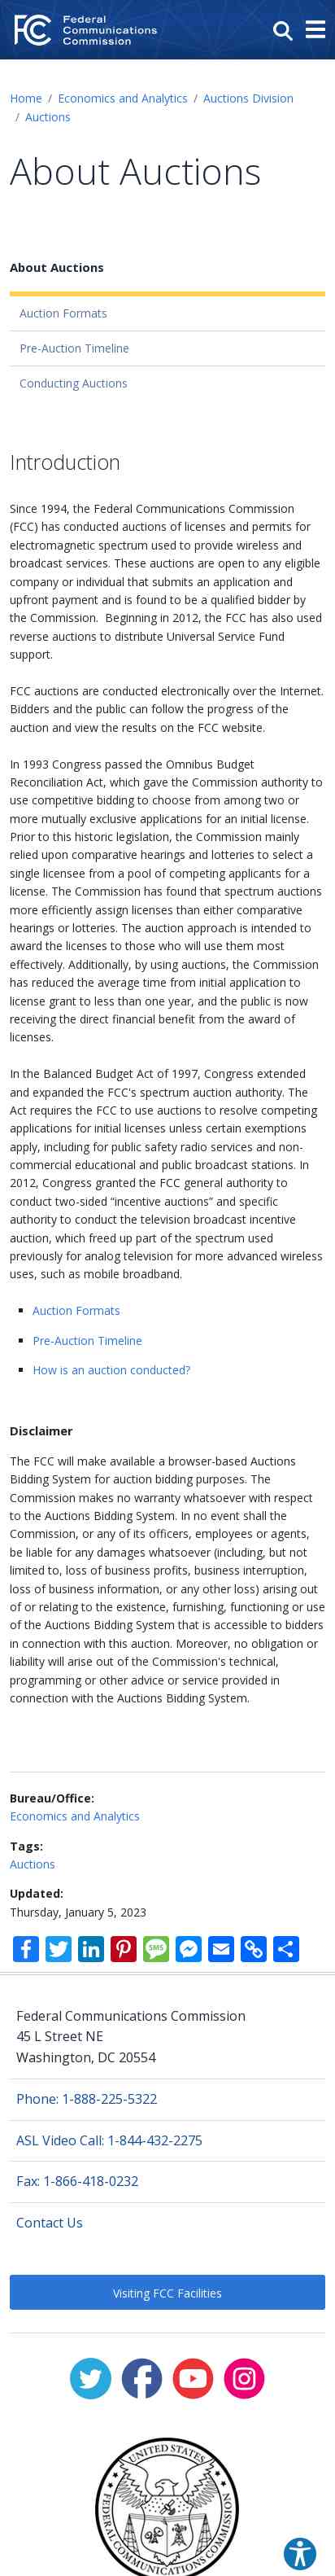 FCC Federal
Communications
Commission
Home / Economics and Analytics / Auctions Division
/ Auctions
About Auctions
About Auctions
Auction Formats
Pre-Auction Timeline
Conducting Auctions
Introduction
Since 1994, the Federal Communications Commission
(FCC) has conducted auctions of licenses and permits for
electromagnetic spectrum used to provide wireless and
broadcast services. These auctions are open to any eligible
company or individual that submits an application and
upfront payment and is found to be a qualified bidder by
the Commission.  Beginning in 2012, the FCC has also used
reverse auctions to distribute Universal Service Fund
support.
FCC auctions are conducted electronically over the Internet.
Bidders and the public can follow the progress of the
auction and view the results on the FCC website.
In 1993 Congress passed the Omnibus Budget
Reconciliation Act, which gave the Commission authority to
use competitive bidding to choose from among two or
more mutually exclusive applications for an initial license.
Prior to this historic legislation, the Commission mainly
relied upon comparative hearings and lotteries to select a
single licensee from a pool of competing applicants for a
license. The Commission has found that spectrum auctions
more efficiently assign licenses than either comparative
hearings or lotteries. The auction approach is intended to
award the licenses to those who will use them most
effectively. Additionally, by using auctions, the Commission
has reduced the average time from initial application to
license grant to less than one year, and the public is now
receiving the direct financial benefit from the award of
licenses.
In the Balanced Budget Act of 1997, Congress extended
and expanded the FCC's spectrum auction authority. The
Act requires the FCC to use auctions to resolve competing
applications for initial licenses unless certain exemptions
apply, including for public safety radio services and non-
commercial educational and public broadcast stations. In
2012, Congress granted the FCC general authority to
conduct two-sided “incentive auctions” and specific
authority to conduct the television broadcast incentive
auction, which freed up part of the spectrum used
previously for analog television for more advanced wireless
uses, such as mobile broadband.
▪ Auction Formats
▪ Pre-Auction Timeline
▪ How is an auction conducted?
Disclaimer
The FCC will make available a browser-based Auctions
Bidding System for auction bidding purposes. The
Commission makes no warranty whatsoever with respect
to the Auctions Bidding System. In no event shall the
Commission, or any of its officers, employees or agents,
be liable for any damages whatsoever (including, but not
limited to, loss of business profits, business interruption,
loss of business information, or any other loss) arising out
of or relating to the existence, furnishing, functioning or use
of the Auctions Bidding System that is accessible to bidders
in connection with this auction. Moreover, no obligation or
liability will arise out of the Commission's technical,
programming or other advice or service provided in
connection with the Auctions Bidding System.
Bureau/Office:
Economics and Analytics
Tags:
Auctions
Updated:
Thursday, January 5, 2023
SMS
Federal Communications Commission
45 L Street NE
Washington, DC 20554
Phone: 1-888-225-5322
ASL Video Call: 1-844-432-2275
Fax: 1-866-418-0232
Contact Us
Visiting FCC Facilities
UNITED STATES
FEDERAL COMMUNICATIONS COMMISSION